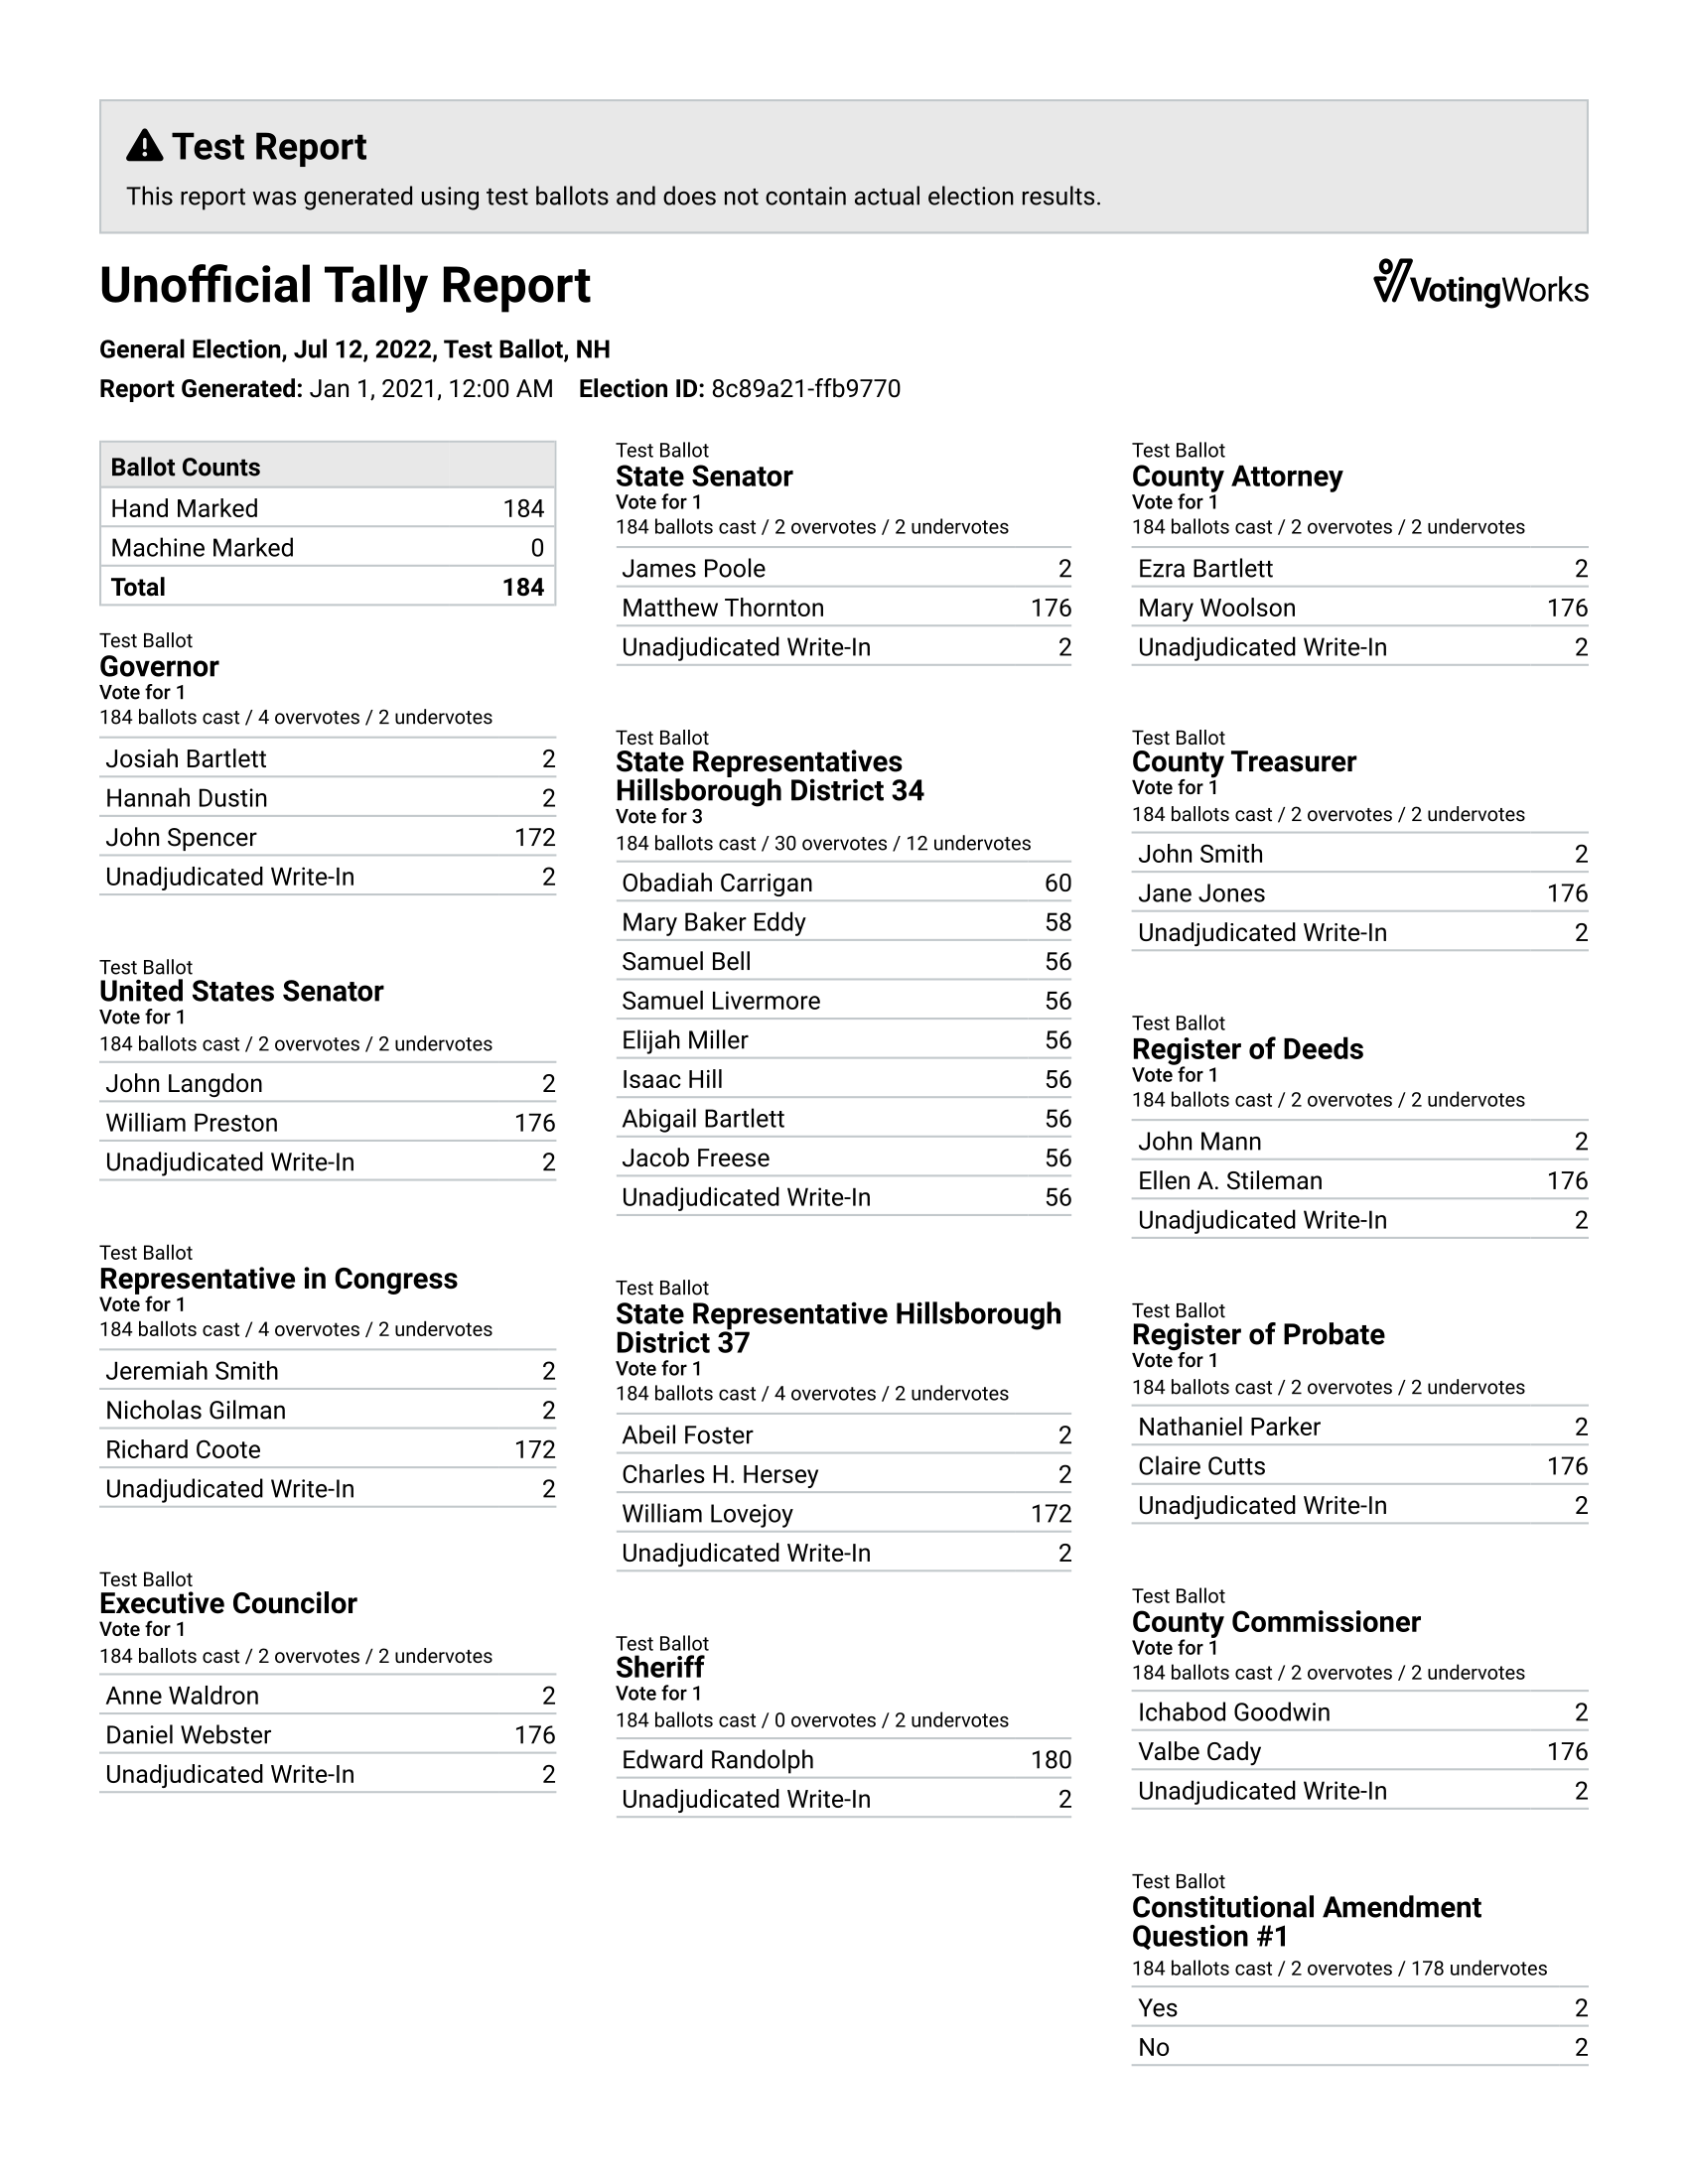 Test Report
This report was generated using test ballots and does not contain actual election results.
Unofficial Tally Report
VotingWorks
General Election, Jul 12, 2022, Test Ballot, NH
Report Generated: Jan 1, 2021, 12:00 AM Election ID: 8c89a21-ffb9770
Ballot Counts
Hand Marked 184
Machine Marked 0
Total 184
Test Ballot
Governor
Vote for 1
184 ballots cast / 4 overvotes / 2 undervotes
Josiah Bartlett 2
Hannah Dustin 2
John Spencer 172
Unadjudicated Write-In 2
Test Ballot
United States Senator
Vote for 1
184 ballots cast / 2 overvotes / 2 undervotes
John Langdon 2
William Preston 176
Unadjudicated Write-In 2
Test Ballot
Representative in Congress
Vote for 1
184 ballots cast / 4 overvotes / 2 undervotes
Jeremiah Smith 2
Nicholas Gilman 2
Richard Coote 172
Unadjudicated Write-In 2
Test Ballot
Executive Councilor
Vote for 1
184 ballots cast / 2 overvotes / 2 undervotes
Anne Waldron 2
Daniel Webster 176
Unadjudicated Write-In 2
Test Ballot
State Senator
Vote for 1
184 ballots cast / 2 overvotes / 2 undervotes
James Poole 2
Matthew Thornton 176
Unadjudicated Write-In 2
Test Ballot
State Representatives
Hillsborough District 34
Vote for 3
184 ballots cast / 30 overvotes / 12 undervotes
Obadiah Carrigan 60
Mary Baker Eddy 58
Samuel Bell 56
Samuel Livermore 56
Elijah Miller 56
Isaac Hill 56
Abigail Bartlett 56
Jacob Freese 56
Unadjudicated Write-In 56
Test Ballot
State Representative Hillsborough
District 37
Vote for 1
184 ballots cast / 4 overvotes / 2 undervotes
Abeil Foster 2
Charles H. Hersey 2
William Lovejoy 172
Unadjudicated Write-In 2
Test Ballot
Sheriff
Vote for 1
184 ballots cast / 0 overvotes / 2 undervotes
Edward Randolph 180
Unadjudicated Write-In 2
Test Ballot
County Attorney
Vote for 1
184 ballots cast / 2 overvotes / 2 undervotes
Ezra Bartlett 2
Mary Woolson 176
Unadjudicated Write-In 2
Test Ballot
County Treasurer
Vote for 1
184 ballots cast / 2 overvotes / 2 undervotes
John Smith 2
Jane Jones 176
Unadjudicated Write-In 2
Test Ballot
Register of Deeds
Vote for 1
184 ballots cast / 2 overvotes / 2 undervotes
John Mann 2
Ellen A. Stileman 176
Unadjudicated Write-In 2
Test Ballot
Register of Probate
Vote for 1
184 ballots cast / 2 overvotes / 2 undervotes
Nathaniel Parker 2
Claire Cutts 176
Unadjudicated Write-In 2
Test Ballot
County Commissioner
Vote for 1
184 ballots cast / 2 overvotes / 2 undervotes
Ichabod Goodwin 2
Valbe Cady 176
Unadjudicated Write-In 2
Test Ballot
Constitutional Amendment
Question #1
184 ballots cast / 2 overvotes / 178 undervotes
Yes 2
No 2